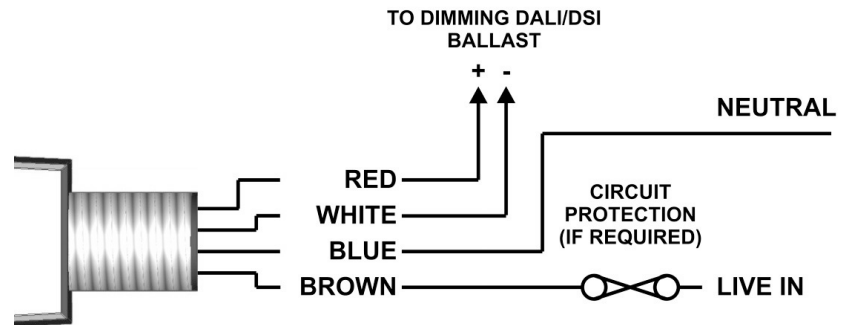 TO DIMMING DALI/DSI
BALLAST
+ -
NEUTRAL
RED
WHITE
BLUE
BROWN
CIRCUIT
PROTECTION
(IF REQUIRED)
LIVE IN